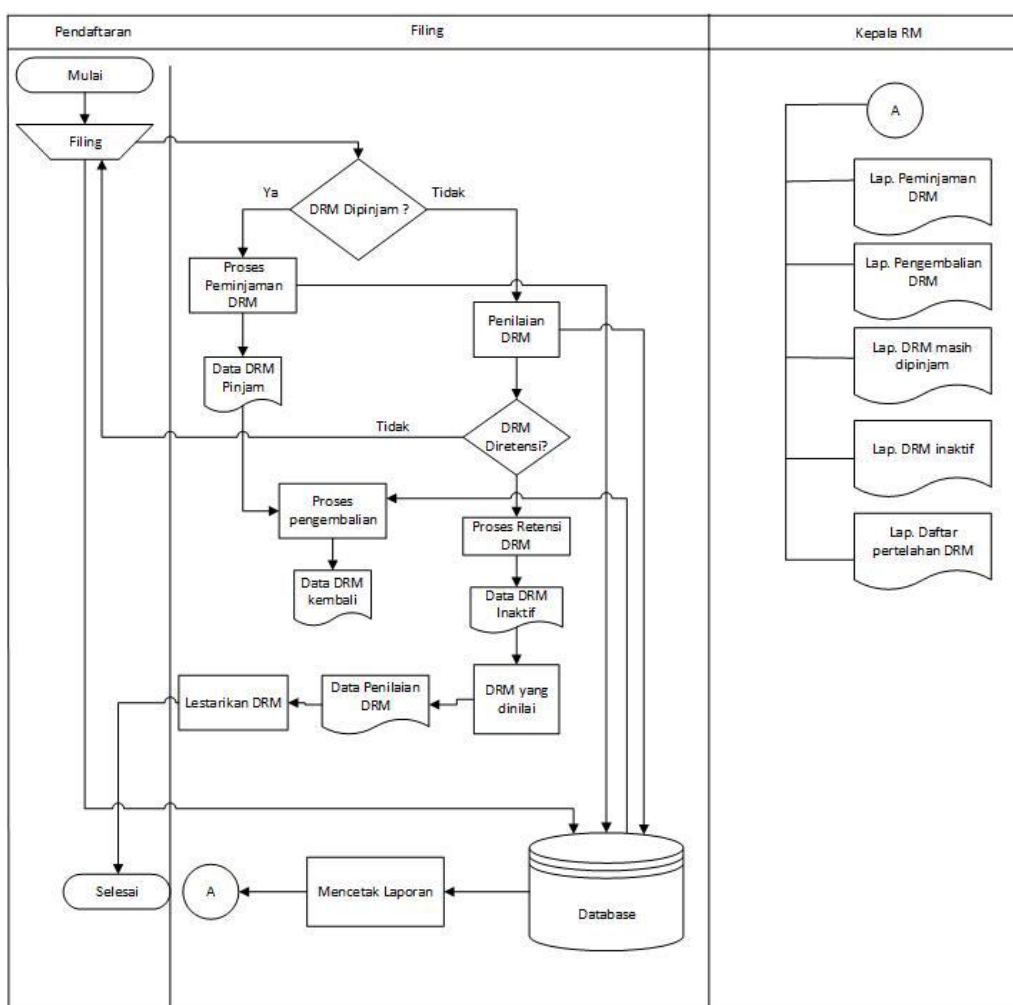 Pendaftaran
Filing
Kepala RM
Mulai
Filing
A
DRM Dipinjam ?
Ya
Tidak
Lap. Peminjaman
DRM
Proses
Peminjaman
DRM
Penilaian
DRM
Lap. Pengembalian
DRM
Data DRM
Pinjam
Lap. DRM masih
dipinjam
DRM
Diretensi?
Tidak
Lap. DRM inaktif
Proses
pengembalian
Proses Retensi
DRM
Lap. Daftar
pertelahan DRM
Data DRM
kembali
Data DRM
Inaktif
Lestarikan DRM
Data Penilaian
DRM
DRM yang
dinilai
Selesai
A
Mencetak Laporan
Database